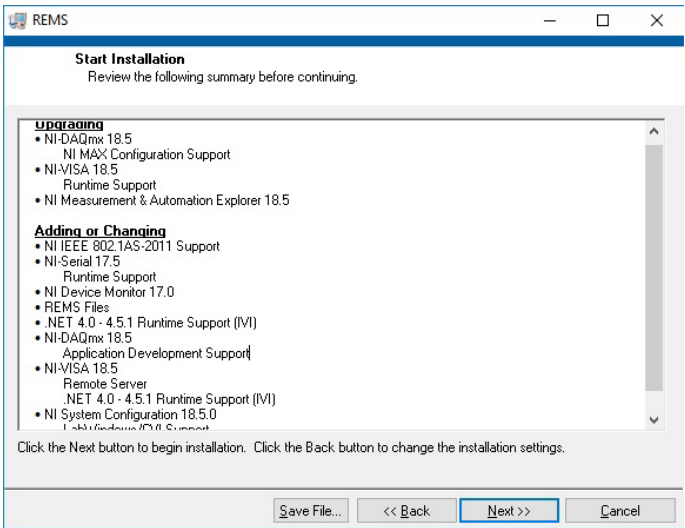 REMS
Start Installation
Review the following summary before continuing.
Upgrading
• NI-DAQmx 18.5
NI MAX Configuration Support
• NI-VISA 18.5
Runtime Support
• NI Measurement & Automation Explorer 18.5
Adding or Changing
• NI IEEE 802.1AS-2011 Support
• NI-Serial 17.5
Runtime Support
• NI Device Monitor 17.0
• REMS Files
• .NET 4.0 - 4.5.1 Runtime Support (IVI)
• NI-DAQmx 18.5
Application Development Support
• NI-VISA 18.5
Remote Server
.NET 4.0 - 4.5.1 Runtime Support (IVI)
• NI System Configuration 18.5.0
LabWindows/CVI Support
Click the Next button to begin installation. Click the Back button to change the installation settings.
Save File... << Back Next >> Cancel